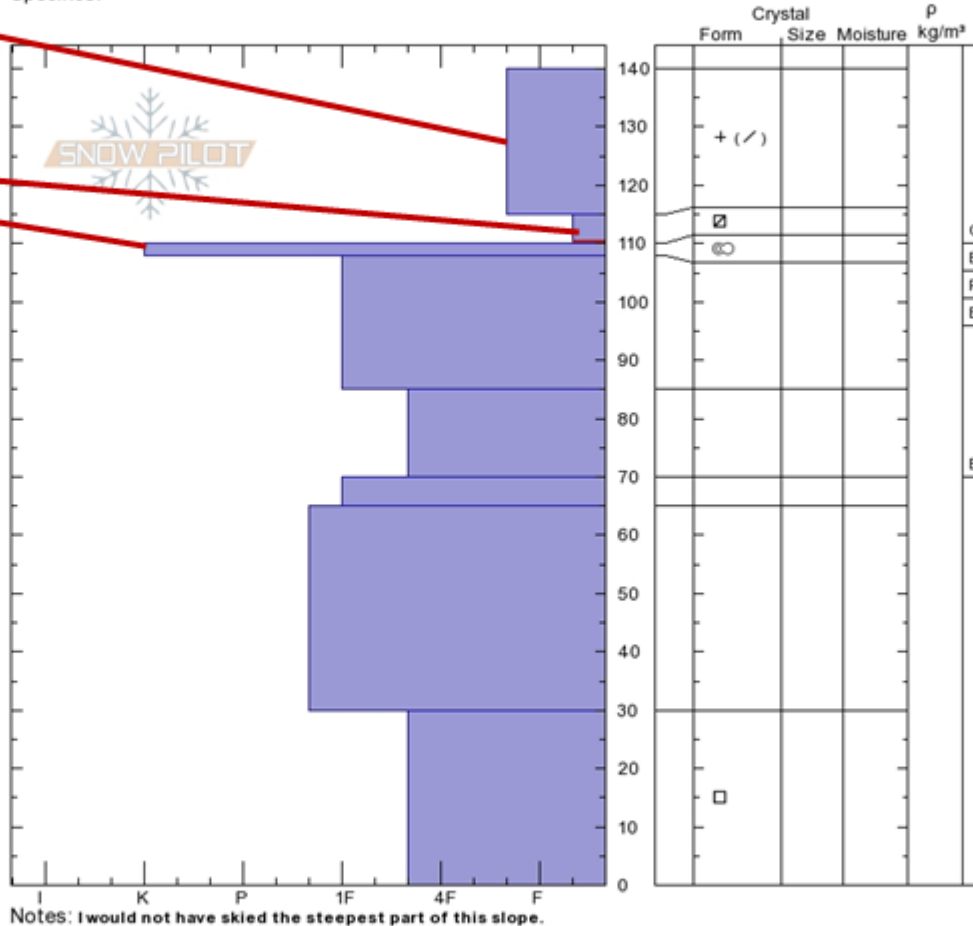 Crystal
ρ
Form Size Moisture kg/m³
SNOW PILOT
140
130
120
110
100
90
80
70
60
50
40
30
20
10
0
+ (/)
I K P 1F 4F F
Notes: I would not have skied the steepest part of this slope.